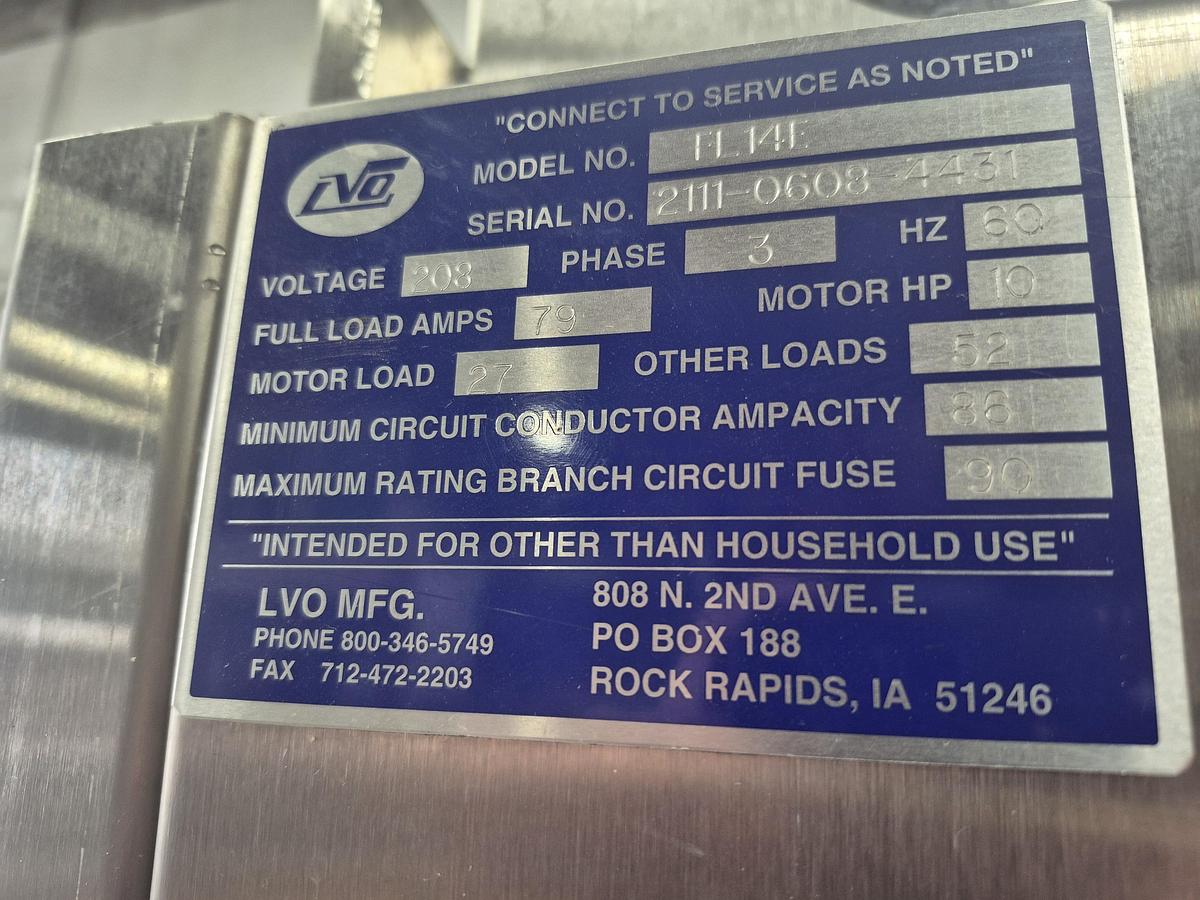 "CONNECT TO SERVICE AS NOTED"
LVO
MODEL NO. FL14E
SERIAL NO. 2111-0608-4431
VOLTAGE 208 PHASE 3 HZ 60
FULL LOAD AMPS 79 MOTOR HP 10
MOTOR LOAD 27 OTHER LOADS 52
MINIMUM CIRCUIT CONDUCTOR AMPACITY 86
MAXIMUM RATING BRANCH CIRCUIT FUSE 90
"INTENDED FOR OTHER THAN HOUSEHOLD USE"
LVO MFG.
PHONE 800-346-5749
FAX 712-472-2203
808 N. 2ND AVE. E.
PO BOX 188
ROCK RAPIDS, IA 51246